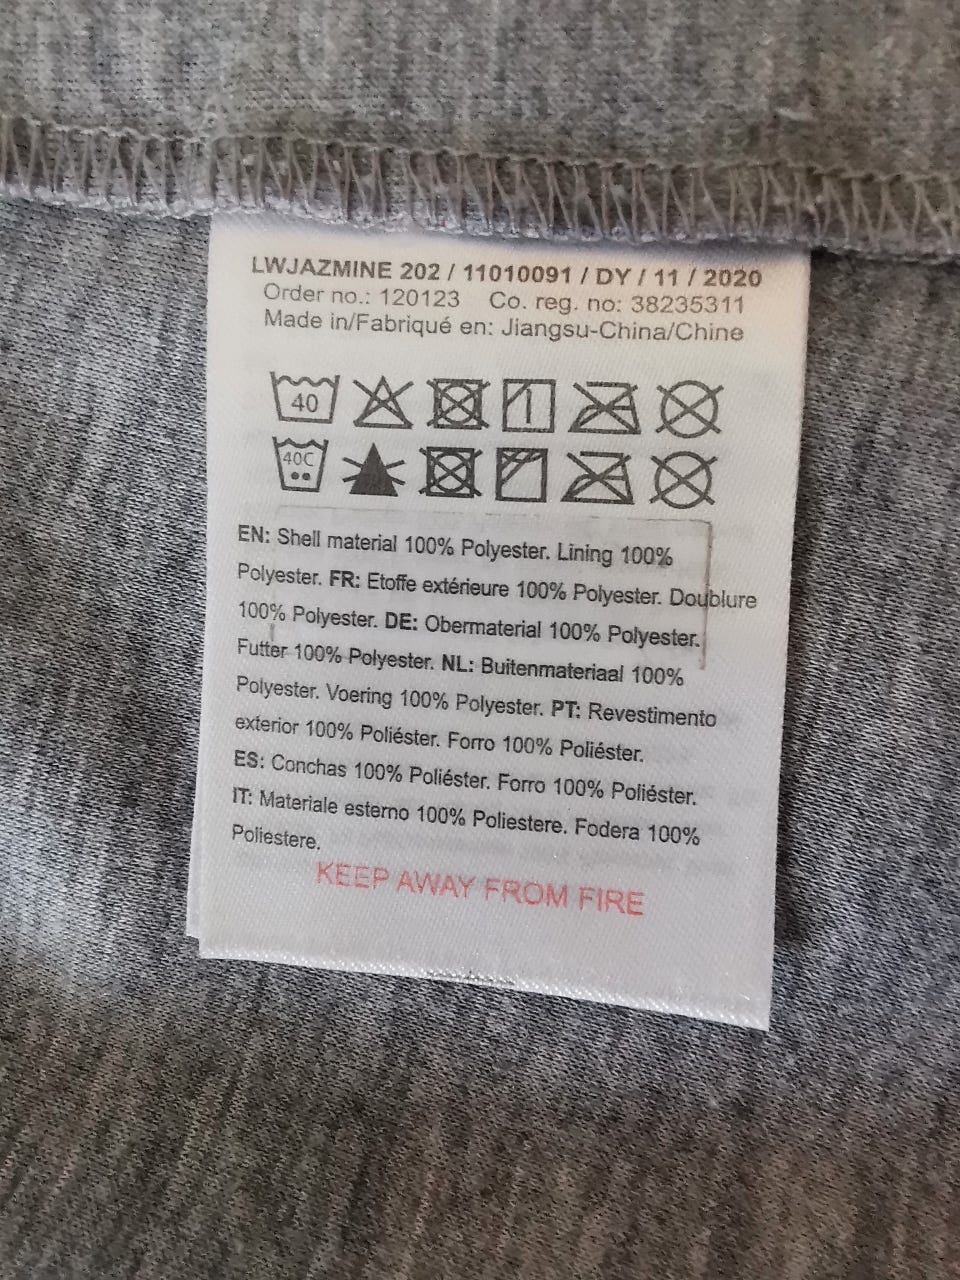 LWJAZMINE 202 / 11010091 / DY / 11 / 2020
Order no.: 120123 Co. reg. no: 38235311
Made in/Fabriqué en: Jiangsu-China/Chine
40
40C
EN: Shell material 100% Polyester. Lining 100%
Polyester. FR: Etoffe extérieure 100% Polyester. Doublure
100% Polyester. DE: Obermaterial 100% Polyester.
Futter 100% Polyester. NL: Buitenmateriaal 100%
Polyester. Voering 100% Polyester. PT: Revestimento
exterior 100% Poliéster. Forro 100% Poliéster.
ES: Conchas 100% Poliéster. Forro 100% Poliéster.
IT: Materiale esterno 100% Poliestere. Fodera 100%
Poliestere.
KEEP AWAY FROM FIRE